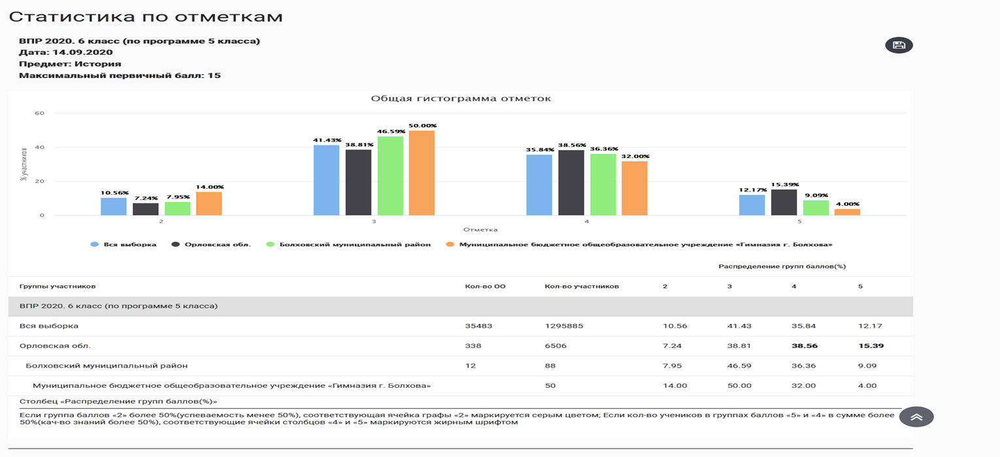 Статистика по отметкам
ВПР 2020. 6 класс (по программе 5 класса)
Дата: 14.09.2020
Предмет: История
Максимальный первичный балл: 15
Общая гистограмма отметок
60
40
20
0
% участников
10.56% 7.24% 7.95% 14.00%
41.43% 38.81% 46.59% 50.00%
35.84% 38.56% 36.36% 32.00%
12.17% 15.39% 9.09% 4.00%
2 3 4 5
Отметка
Вся выборка Орловская обл. Болховский муниципальный район Муниципальное бюджетное общеобразовательное учреждение «Гимназия г. Болхова»
Распределение групп баллов(%)
Группы участников Кол-во ОО Кол-во участников 2 3 4 5
ВПР 2020. 6 класс (по программе 5 класса)
Вся выборка 35483 1295885 10.56 41.43 35.84 12.17
Орловская обл. 338 6506 7.24 38.81 38.56 15.39
Болховский муниципальный район 12 88 7.95 46.59 36.36 9.09
Муниципальное бюджетное общеобразовательное учреждение «Гимназия г. Болхова» 50 14.00 50.00 32.00 4.00
Столбец «Распределение групп баллов(%)»
Если группа баллов «2» более 50%(успеваемость менее 50%), соответствующая ячейка графы «2» маркируется серым цветом; Если кол-во учеников в группах баллов «5» и «4» в сумме более
50%(кач-во знаний более 50%), соответствующие ячейки столбцов «4» и «5» маркируются жирным шрифтом